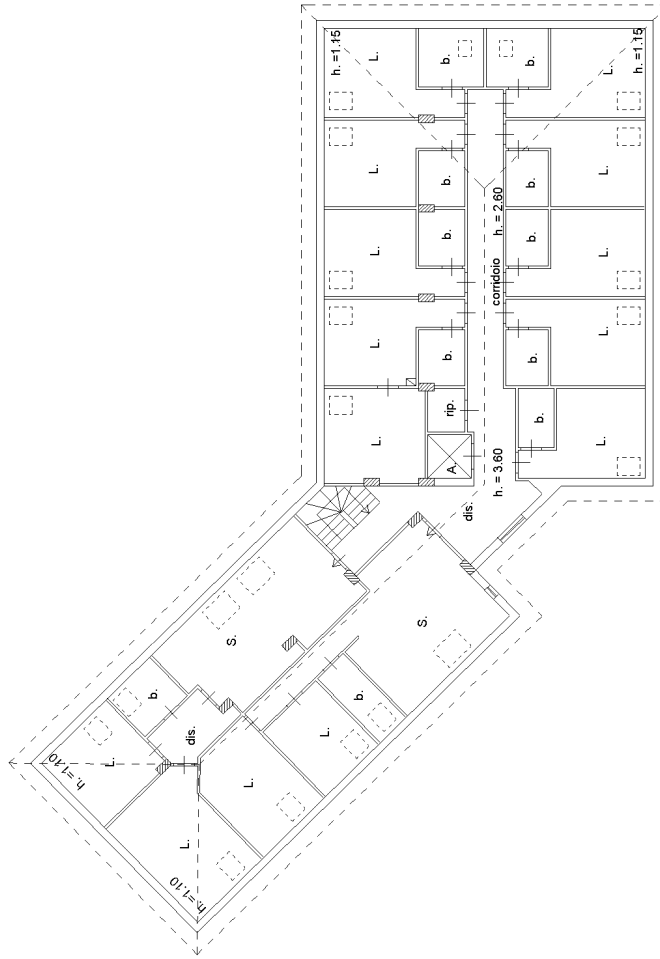 h. =1.15
L.
b.
b.
L.
h. =1.15
L.
b.
b.
L.
h. = 2.60
L.
b.
b.
L.
corridoio
L.
b.
b.
L.
L.
rip.
b.
L.
A.
h. = 3.60
dis.
S.
S.
b.
b.
dis.
L.
L.
h. =1.10
L.
L.
h. =1.10